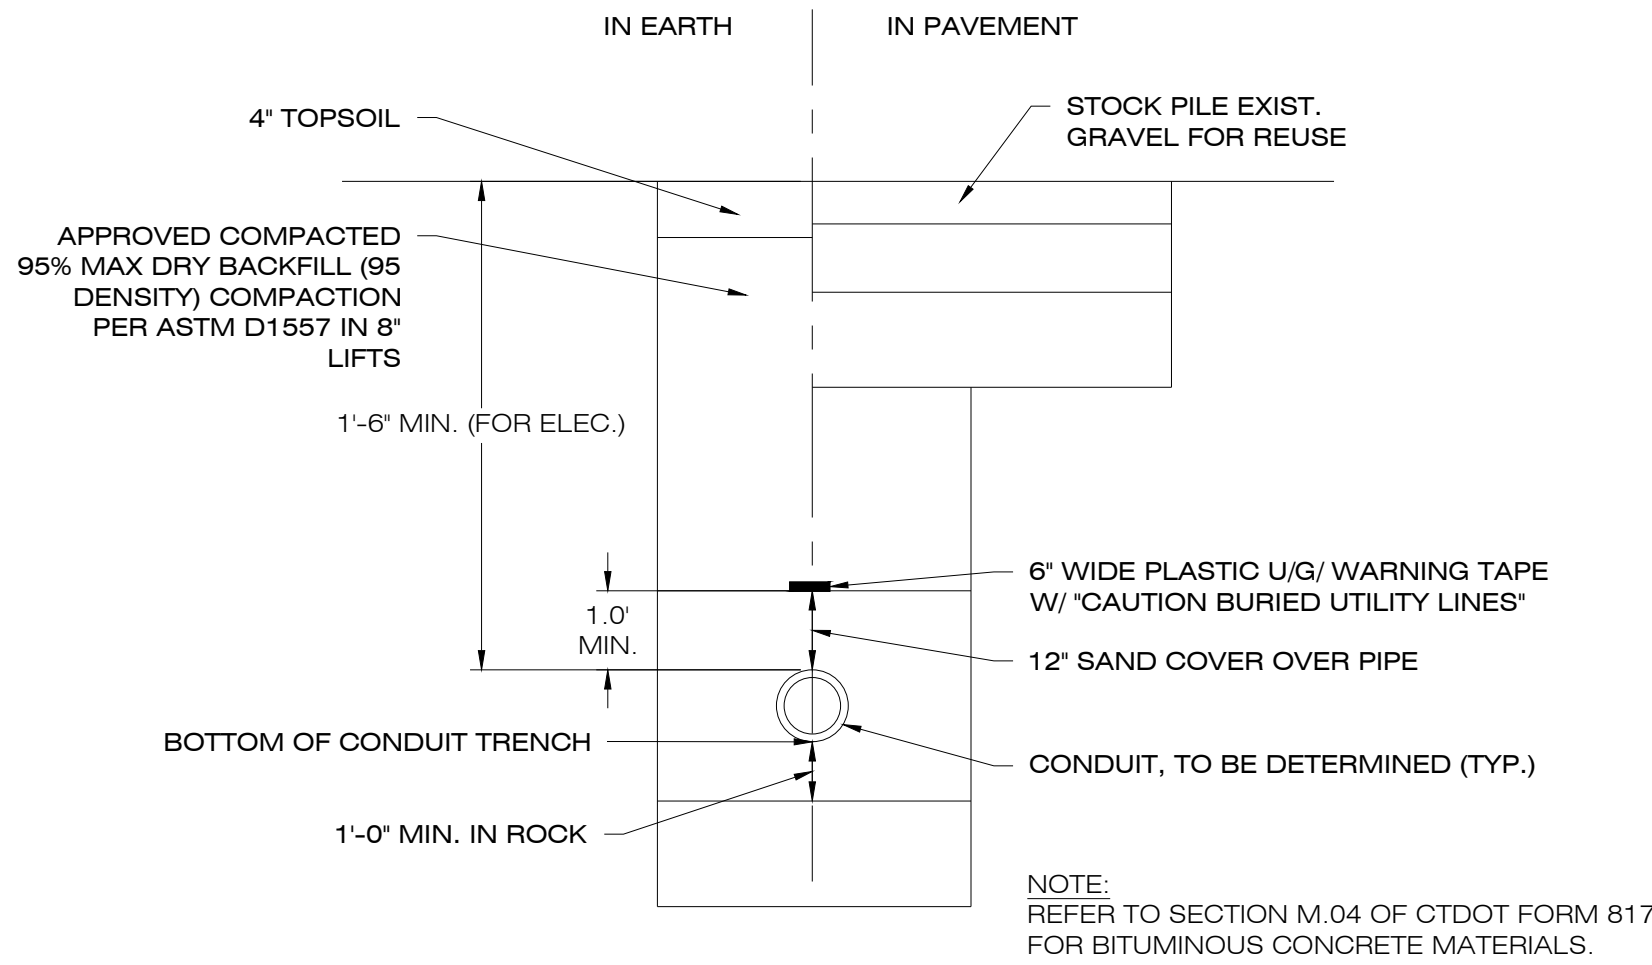 IN EARTH
IN PAVEMENT
4" TOPSOIL
STOCK PILE EXIST.
GRAVEL FOR REUSE
APPROVED COMPACTED
95% MAX DRY BACKFILL (95
DENSITY) COMPACTION
PER ASTM D1557 IN 8"
LIFTS
1'-6" MIN. (FOR ELEC.)
6" WIDE PLASTIC U/G/ WARNING TAPE
W/ "CAUTION BURIED UTILITY LINES"
1.0'
MIN.
12" SAND COVER OVER PIPE
BOTTOM OF CONDUIT TRENCH
CONDUIT, TO BE DETERMINED (TYP.)
1'-0" MIN. IN ROCK
NOTE:
REFER TO SECTION M.04 OF CTDOT FORM 817
FOR BITUMINOUS CONCRETE MATERIALS.